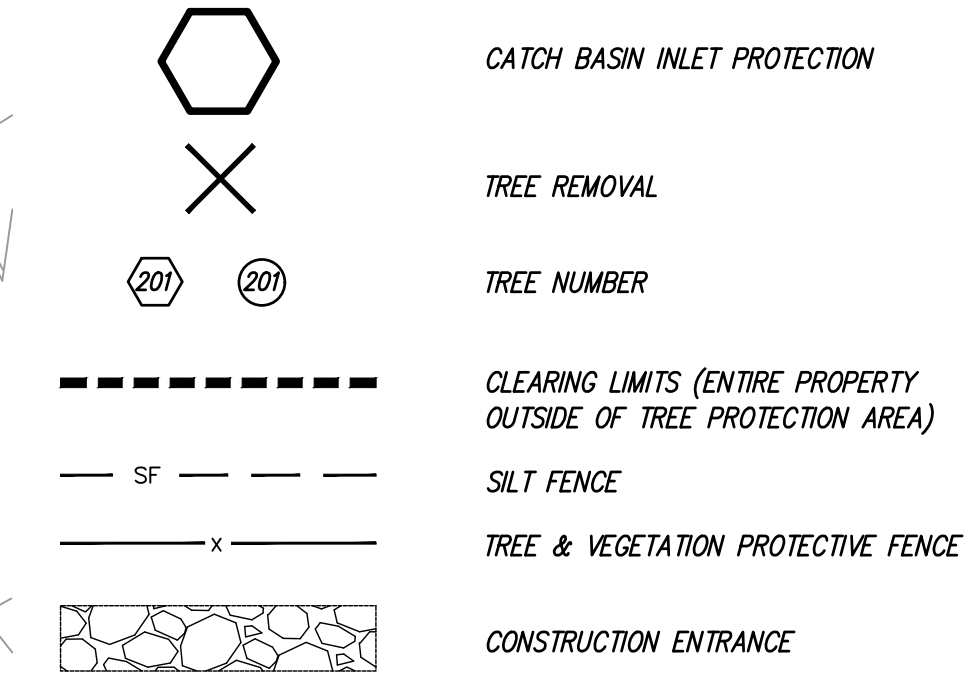 CATCH BASIN INLET PROTECTION
TREE REMOVAL
201 201 TREE NUMBER
CLEARING LIMITS (ENTIRE PROPERTY
OUTSIDE OF TREE PROTECTION AREA)
SF SILT FENCE
x TREE & VEGETATION PROTECTIVE FENCE
CONSTRUCTION ENTRANCE